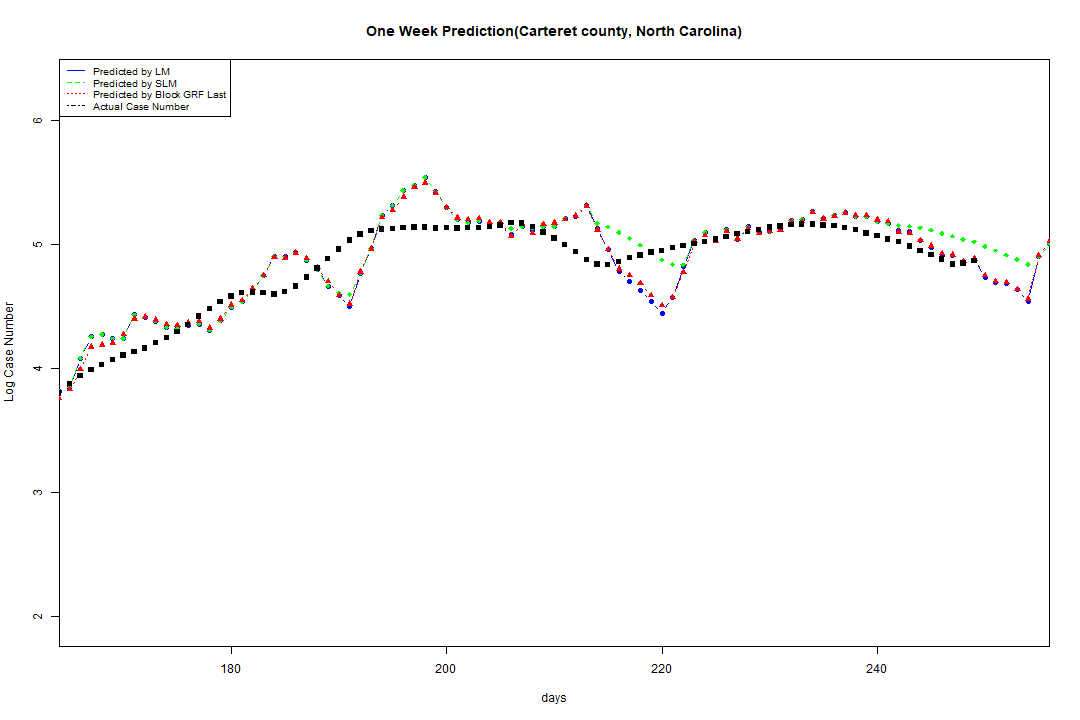 One Week Prediction(Carteret county, North Carolina)
Predicted by LM
Predicted by SLM
Predicted by Block GRF Last
Actual Case Number
6
5
4
3
2
Log Case Number
180 200 220 240
days